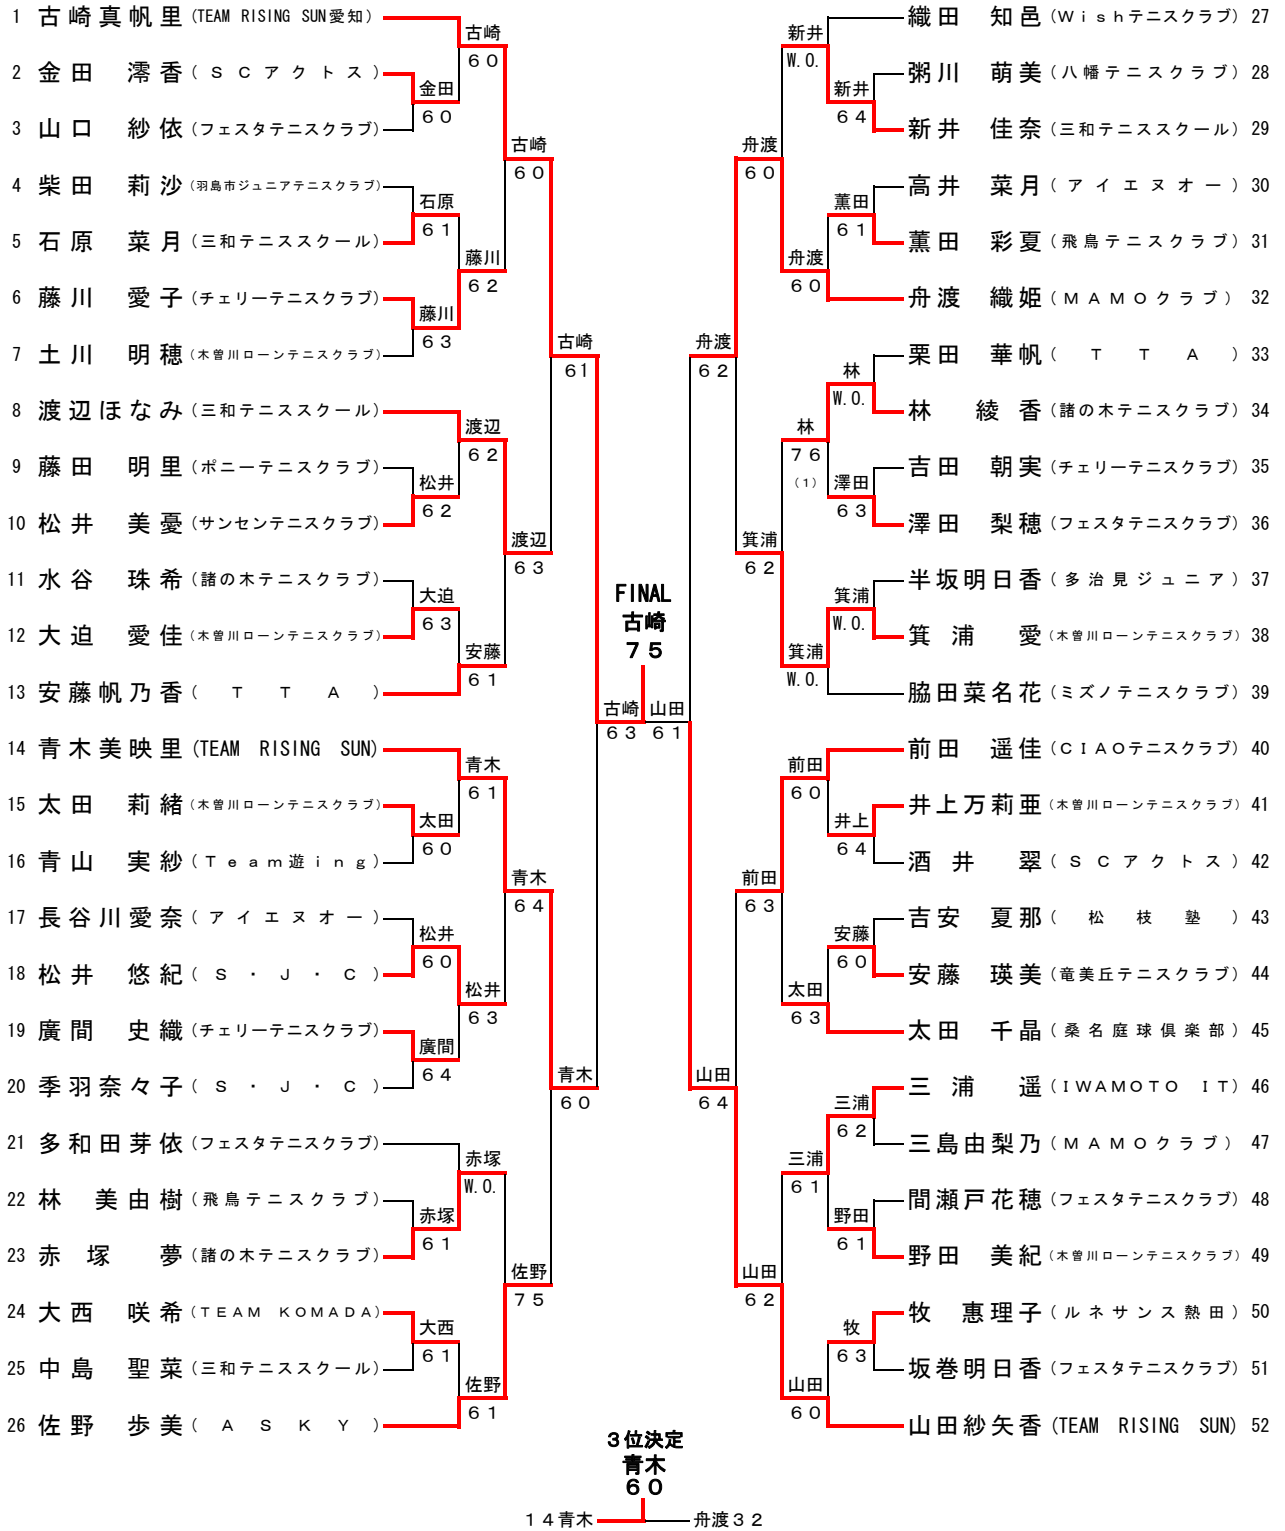 1 古崎真帆里 (TEAM RISING SUN愛知)
2 金田 澪香 (ＳＣアクトス)
3 山口 紗依 (フェスタテニスクラブ)
4 柴田 莉沙 (羽島市ジュニアテニスクラブ)
5 石原 菜月 (三和テニススクール)
6 藤川 愛子 (チェリーテニスクラブ)
7 土川 明穂 (木曽川ローンテニスクラブ)
8 渡辺ほなみ (三和テニススクール)
9 藤田 明里 (ポニーテニスクラブ)
10 松井 美憂 (サンセンテニスクラブ)
11 水谷 珠希 (諸の木テニスクラブ)
12 大迫 愛佳 (木曽川ローンテニスクラブ)
13 安藤帆乃香 (ＴＴＡ)
14 青木美映里 (TEAM RISING SUN)
15 太田 莉緒 (木曽川ローンテニスクラブ)
16 青山 実紗 (Ｔｅａｍ遊ｉｎｇ)
17 長谷川愛奈 (アイエヌオー)
18 松井 悠紀 (Ｓ・Ｊ・Ｃ)
19 廣間 史織 (チェリーテニスクラブ)
20 季羽奈々子 (Ｓ・Ｊ・Ｃ)
21 多和田芽依 (フェスタテニスクラブ)
22 林 美由樹 (飛鳥テニスクラブ)
23 赤塚 夢 (諸の木テニスクラブ)
24 大西 咲希 (ＴＥＡＭ ＫＯＭＡＤＡ)
25 中島 聖菜 (三和テニススクール)
26 佐野 歩美 (ＡＳＫＹ)
金田
６０
石原
６１
藤川
６３
松井
６２
大迫
６３
太田
６０
松井
６０
廣間
６４
赤塚
６１
大西
６１
古崎
６０
藤川
６２
渡辺
６２
安藤
６１
青木
６１
松井
６３
赤塚
W.O.
佐野
６１
古崎
６０
渡辺
６３
青木
６４
佐野
７５
古崎
６１
青木
６０
古崎
６３
FINAL
古崎
７５
山田
６１
舟渡
６２
山田
６４
舟渡
６０
箕浦
６２
前田
６３
山田
６２
新井
W.O.
舟渡
６０
林
７６
(１)
箕浦
W.O.
前田
６０
太田
６３
三浦
６１
山田
６０
新井
６４
薫田
６１
林
W.O.
澤田
６３
箕浦
W.O.
井上
６４
安藤
６０
三浦
６２
野田
６１
牧
６３
織田 知邑 (Ｗｉｓｈテニスクラブ) 27
粥川 萌美 (八幡テニスクラブ) 28
新井 佳奈 (三和テニススクール) 29
高井 菜月 (アイエヌオー) 30
薫田 彩夏 (飛鳥テニスクラブ) 31
舟渡 織姫 (ＭＡＭＯクラブ) 32
栗田 華帆 (ＴＴＡ) 33
林 綾香 (諸の木テニスクラブ) 34
吉田 朝実 (チェリーテニスクラブ) 35
澤田 梨穂 (フェスタテニスクラブ) 36
半坂明日香 (多治見ジュニア) 37
箕浦 愛 (木曽川ローンテニスクラブ) 38
脇田菜名花 (ミズノテニスクラブ) 39
前田 遥佳 (ＣＩＡＯテニスクラブ) 40
井上万莉亜 (木曽川ローンテニスクラブ) 41
酒井 翠 (ＳＣアクトス) 42
吉安 夏那 (松枝塾) 43
安藤 瑛美 (竜美丘テニスクラブ) 44
太田 千晶 (桑名庭球倶楽部) 45
三浦 遥 (ＩＷＡＭＯＴＯ ＩＴ) 46
三島由梨乃 (ＭＡＭＯクラブ) 47
間瀬戸花穂 (フェスタテニスクラブ) 48
野田 美紀 (木曽川ローンテニスクラブ) 49
牧 惠理子 (ルネサンス熱田) 50
坂巻明日香 (フェスタテニスクラブ) 51
山田紗矢香 (TEAM RISING SUN) 52
３位決定
青木
６０
１４青木
舟渡３２